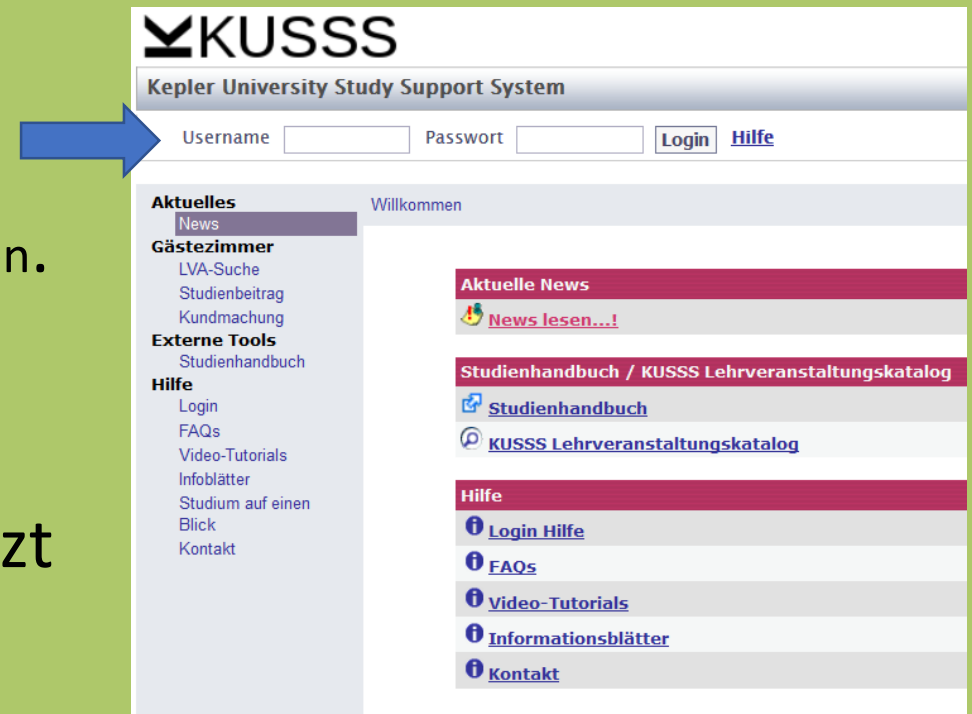 KUSSS
Kepler University Study Support System
Username Passwort Login Hilfe
n.
zt
Aktuelles
News
Gästezimmer
LVA-Suche
Studienbeitrag
Kundmachung
Externe Tools
Studienhandbuch
Hilfe
Login
FAQs
Video-Tutorials
Infoblätter
Studium auf einen
Blick
Kontakt
Willkommen
Aktuelle News
News lesen...!
Studienhandbuch / KUSSS Lehrveranstaltungskatalog
Studienhandbuch
KUSSS Lehrveranstaltungskatalog
Hilfe
Login Hilfe
FAQs
Video-Tutorials
Informationsblätter
Kontakt